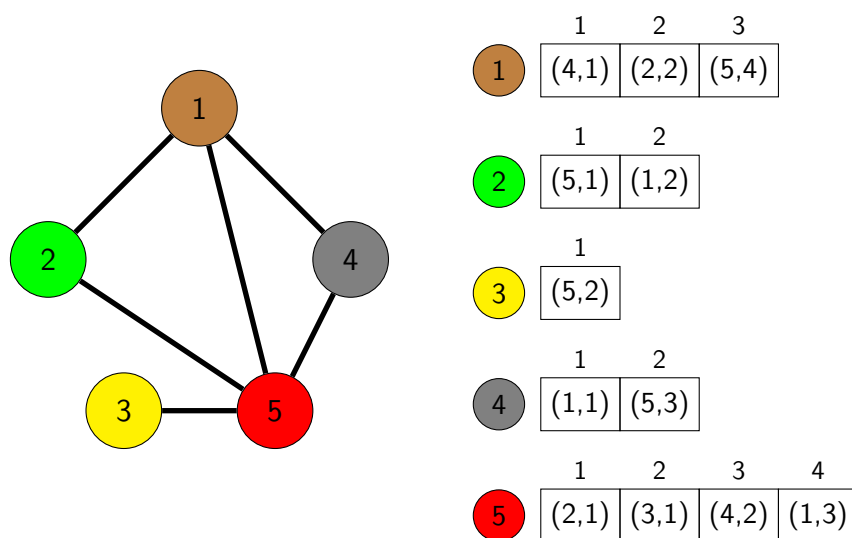 1
2
4
3
5
1 2 3
1 (4,1) (2,2) (5,4)
1 2
2 (5,1) (1,2)
1
3 (5,2)
1 2
4 (1,1) (5,3)
1 2 3 4
5 (2,1) (3,1) (4,2) (1,3)